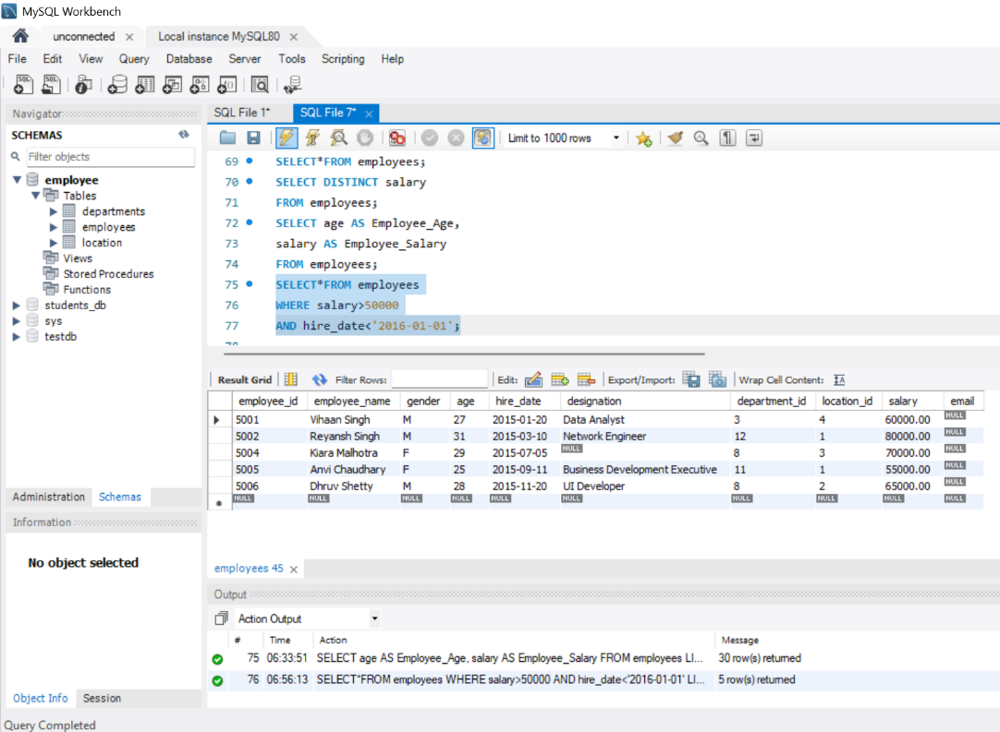 MySQL Workbench
unconnected
Local instance MySQL80
File Edit View Query Database Server Tools Scripting Help
Navigator
SCHEMAS
Filter objects
employee
Tables
departments
employees
location
Views
Stored Procedures
Functions
students_db
sys
testdb
Administration Schemas
Information
No object selected
Object Info Session
SQL File 1*
SQL File 7*
Limit to 1000 rows
69 SELECT*FROM employees;
70 SELECT DISTINCT salary
71 FROM employees;
72 SELECT age AS Employee_Age,
73 salary AS Employee_Salary
74 FROM employees;
75 SELECT*FROM employees
76 WHERE salary>50000
77 AND hire_date<'2016-01-01';
78
Result Grid Filter Rows: Edit: Export/Import: Wrap Cell Content:
employee_id employee_name gender age hire_date designation department_id location_id salary email
5001 Vihaan Singh M 27 2015-01-20 Data Analyst 3 4 60000.00 NULL
5002 Reyansh Singh M 31 2015-03-10 Network Engineer 12 1 80000.00 NULL
5004 Kiara Malhotra F 29 2015-07-05 NULL 8 3 70000.00 NULL
5005 Anvi Chaudhary F 25 2015-09-11 Business Development Executive 11 1 55000.00 NULL
5006 Dhruv Shetty M 28 2015-11-20 UI Developer 8 2 65000.00 NULL
NULL NULL NULL NULL NULL NULL NULL NULL NULL NULL
employees 45
Output
Action Output
# Time Action Message
75 06:33:51 SELECT age AS Employee_Age, salary AS Employee_Salary FROM employees LI... 30 row(s) returned
76 06:56:13 SELECT*FROM employees WHERE salary>50000 AND hire_date<'2016-01-01' LI... 5 row(s) returned
Query Completed